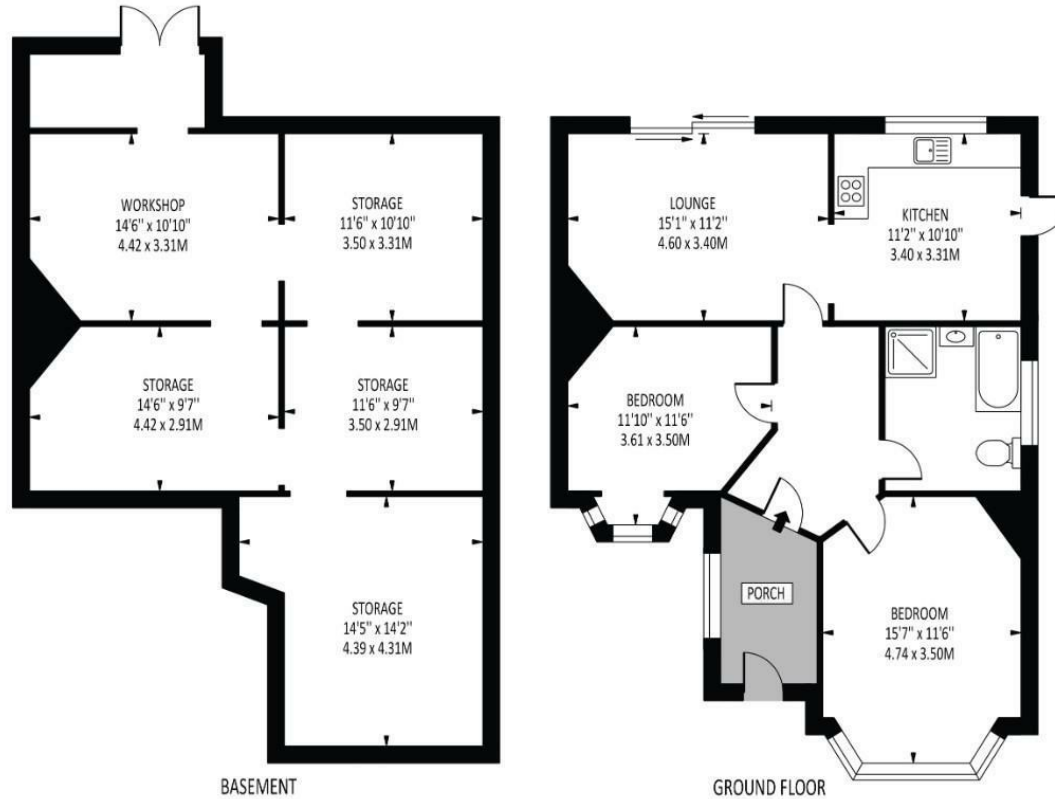 WORKSHOP
14'6" x 10'10"
4.42 x 3.31M
STORAGE
11'6" x 10'10"
3.50 x 3.31M
STORAGE
14'6" x 9'7"
4.42 x 2.91M
STORAGE
11'6" x 9'7"
3.50 x 2.91M
STORAGE
14'5" x 14'2"
4.39 x 4.31M
BASEMENT
LOUNGE
15'1" x 11'2"
4.60 x 3.40M
KITCHEN
11'2" x 10'10"
3.40 x 3.31M
BEDROOM
11'10" x 11'6"
3.61 x 3.50M
PORCH
BEDROOM
15'7" x 11'6"
4.74 x 3.50M
GROUND FLOOR